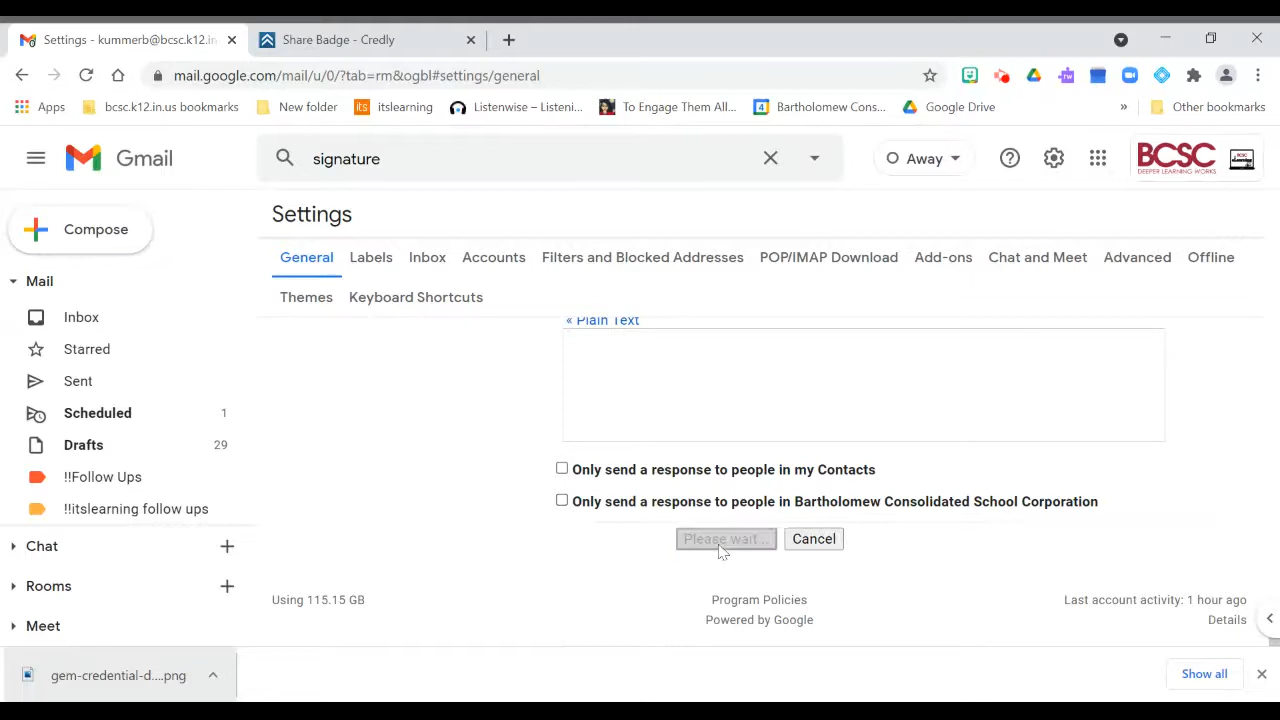 Settings - kummerb@bcsc.k12.in
Share Badge - Credly
mail.google.com/mail/u/0/?tab=rm&ogbl#settings/general
Apps
bcsc.k12.in.us bookmarks
New folder
its
itslearning
Listenwise – Listeni...
To Engage Them All...
4
Bartholomew Cons...
Google Drive
»
Other bookmarks
Gmail
signature
Away
BCSC
DEEPER LEARNING WORKS
Settings
Compose
General
Labels
Inbox
Accounts
Filters and Blocked Addresses
POP/IMAP Download
Add-ons
Chat and Meet
Advanced
Offline
Themes
Keyboard Shortcuts
Mail
Inbox
Starred
Sent
Scheduled 1
Drafts 29
!!Follow Ups
!!itslearning follow ups
Chat
Rooms
Meet
« Plain Text
Only send a response to people in my Contacts
Only send a response to people in Bartholomew Consolidated School Corporation
Please wait...
Cancel
Using 115.15 GB
Program Policies
Powered by Google
Last account activity: 1 hour ago
Details
gem-credential-d....png
Show all